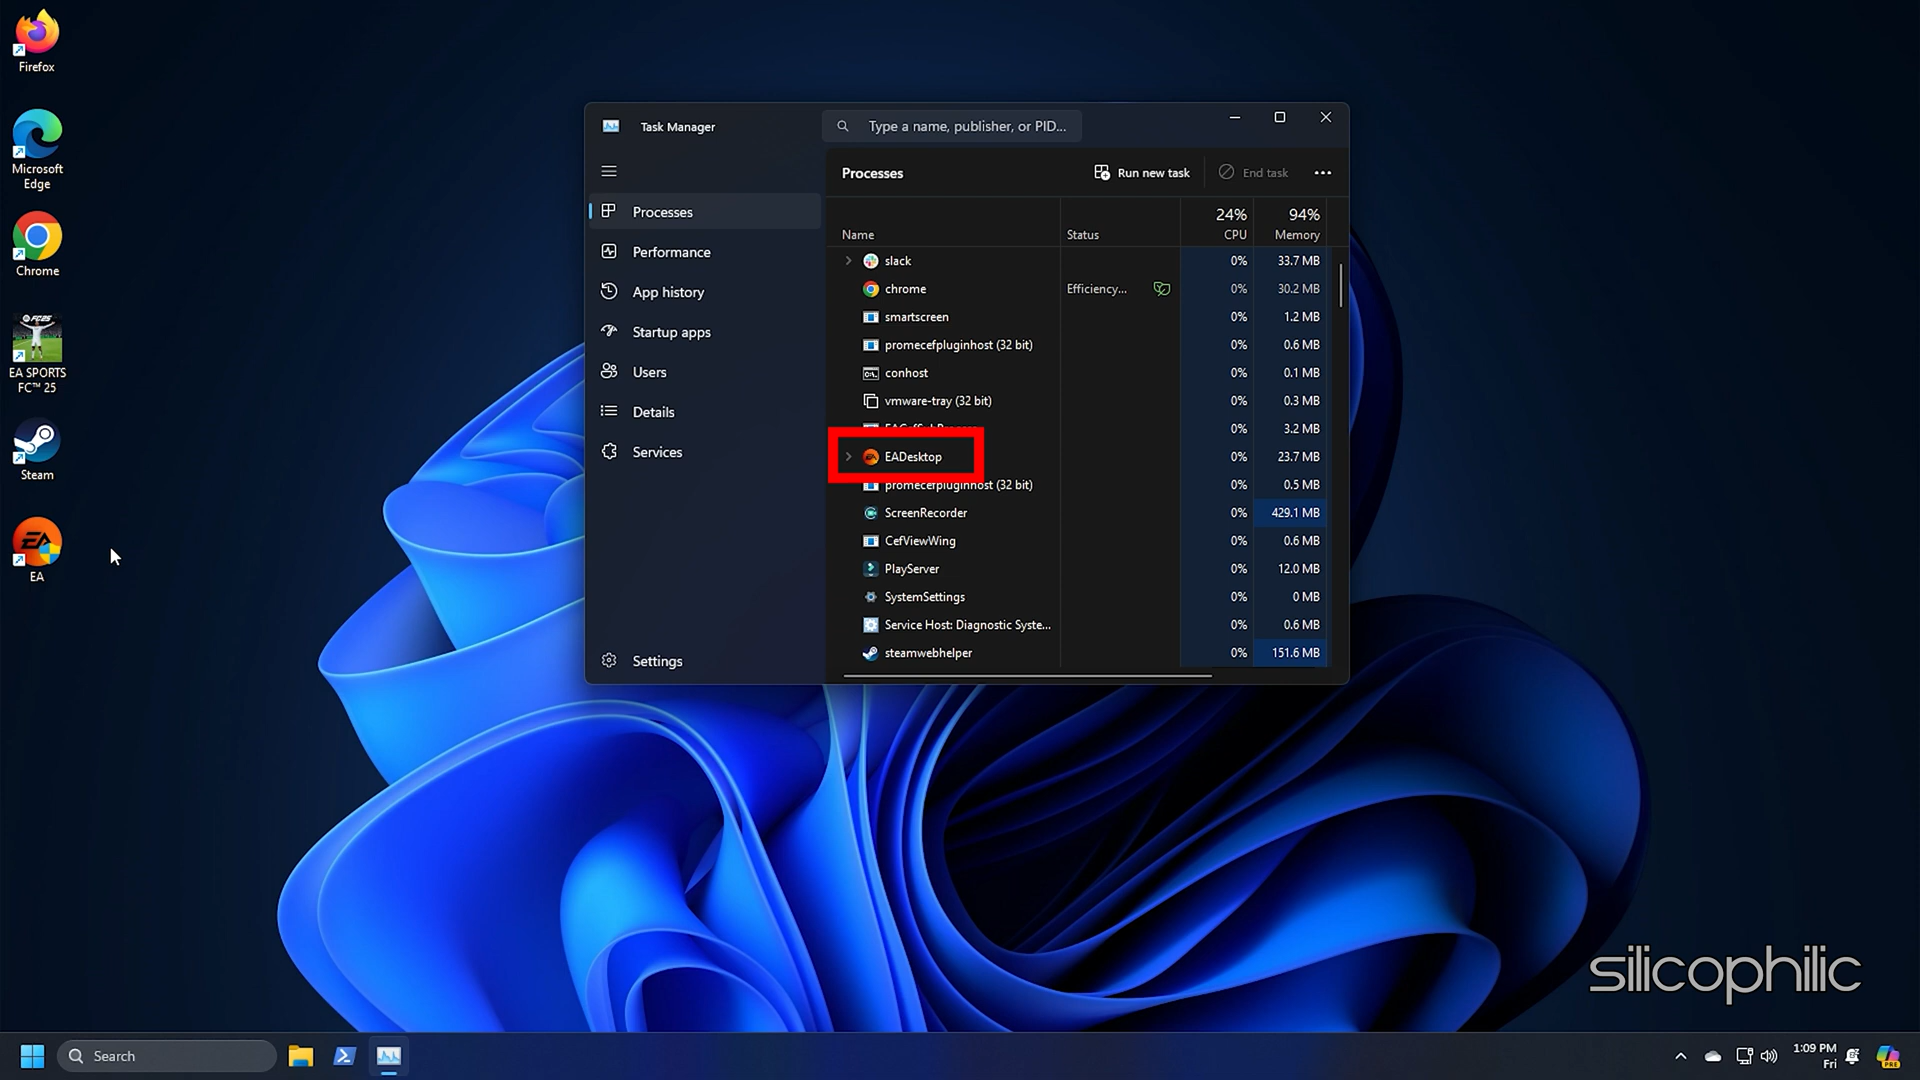 Firefox
Microsoft
Edge
Chrome
FC25
EA SPORTS
FC™ 25
Steam
EA
EA
Task Manager
Type a name, publisher, or PID...
Processes
Run new task
End task
Processes
Performance
App history
Startup apps
Users
Details
Services
Settings
24%
94%
Name
Status
CPU
Memory
slack
0%
33.7 MB
chrome
Efficiency...
0%
30.2 MB
smartscreen
0%
1.2 MB
promecefpluginhost (32 bit)
0%
0.6 MB
conhost
0%
0.1 MB
vmware-tray (32 bit)
0%
0.3 MB
0%
3.2 MB
EADesktop
0%
23.7 MB
promecefpluginhost (32 bit)
0%
0.5 MB
ScreenRecorder
0%
429.1 MB
CefViewWing
0%
0.6 MB
PlayServer
0%
12.0 MB
SystemSettings
0%
0 MB
Service Host: Diagnostic Syste...
0%
0.6 MB
steamwebhelper
0%
151.6 MB
silicophilic
Search
1:09 PM
Fri
PRE